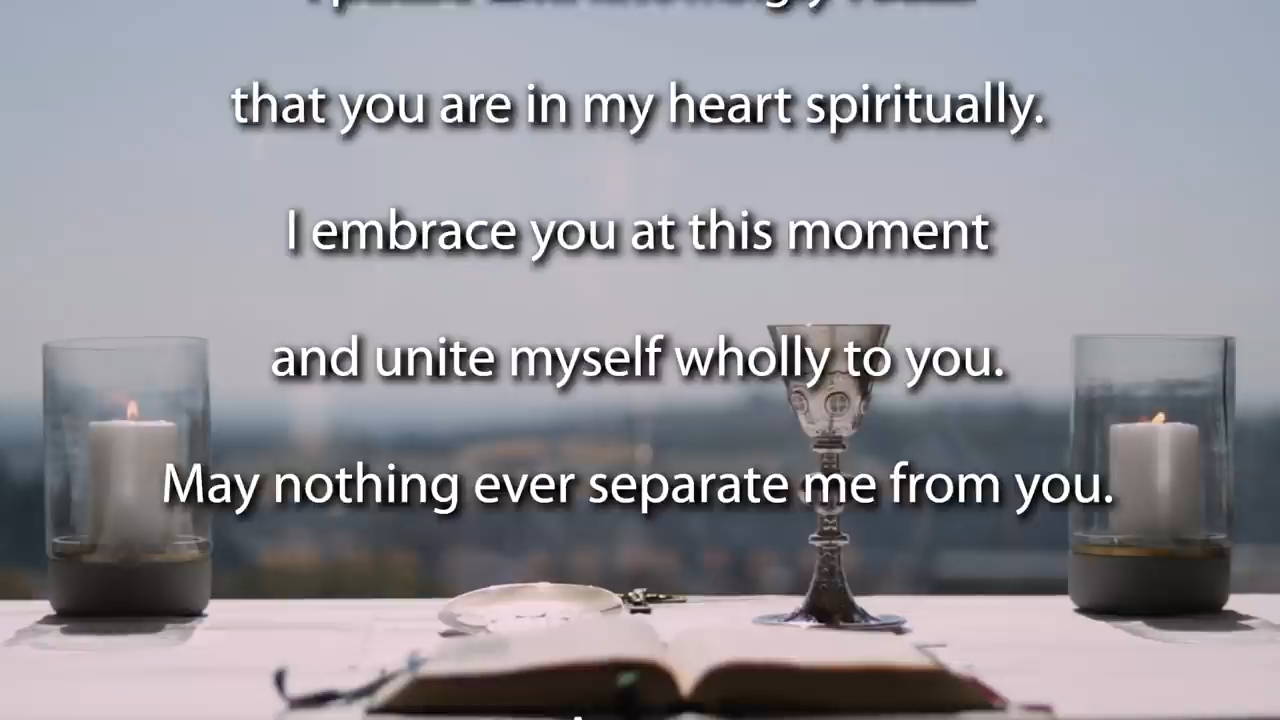 that you are in my heart spiritually.
I embrace you at this moment
and unite myself wholly to you.
May nothing ever separate me from you.